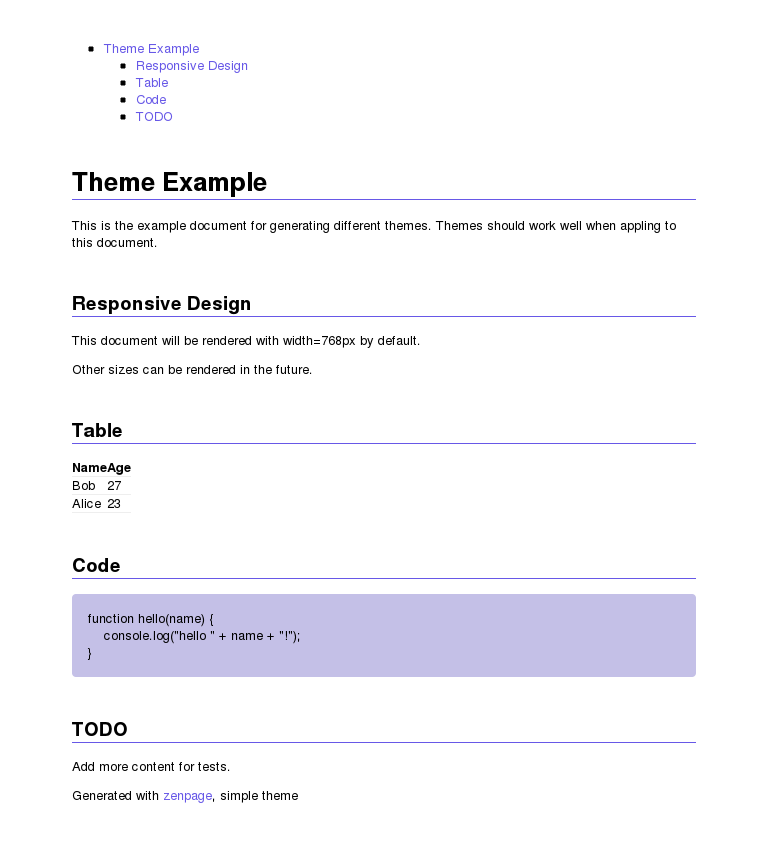 Theme Example
Responsive Design
Table
Code
TODO
Theme Example
This is the example document for generating different themes. Themes should work well when appling to
this document.
Responsive Design
This document will be rendered with width=768px by default.
Other sizes can be rendered in the future.
Table
Name Age
Bob 27
Alice 23
Code
function hello(name) {
    console.log("hello " + name + "!");
}
TODO
Add more content for tests.
Generated with zenpage, simple theme